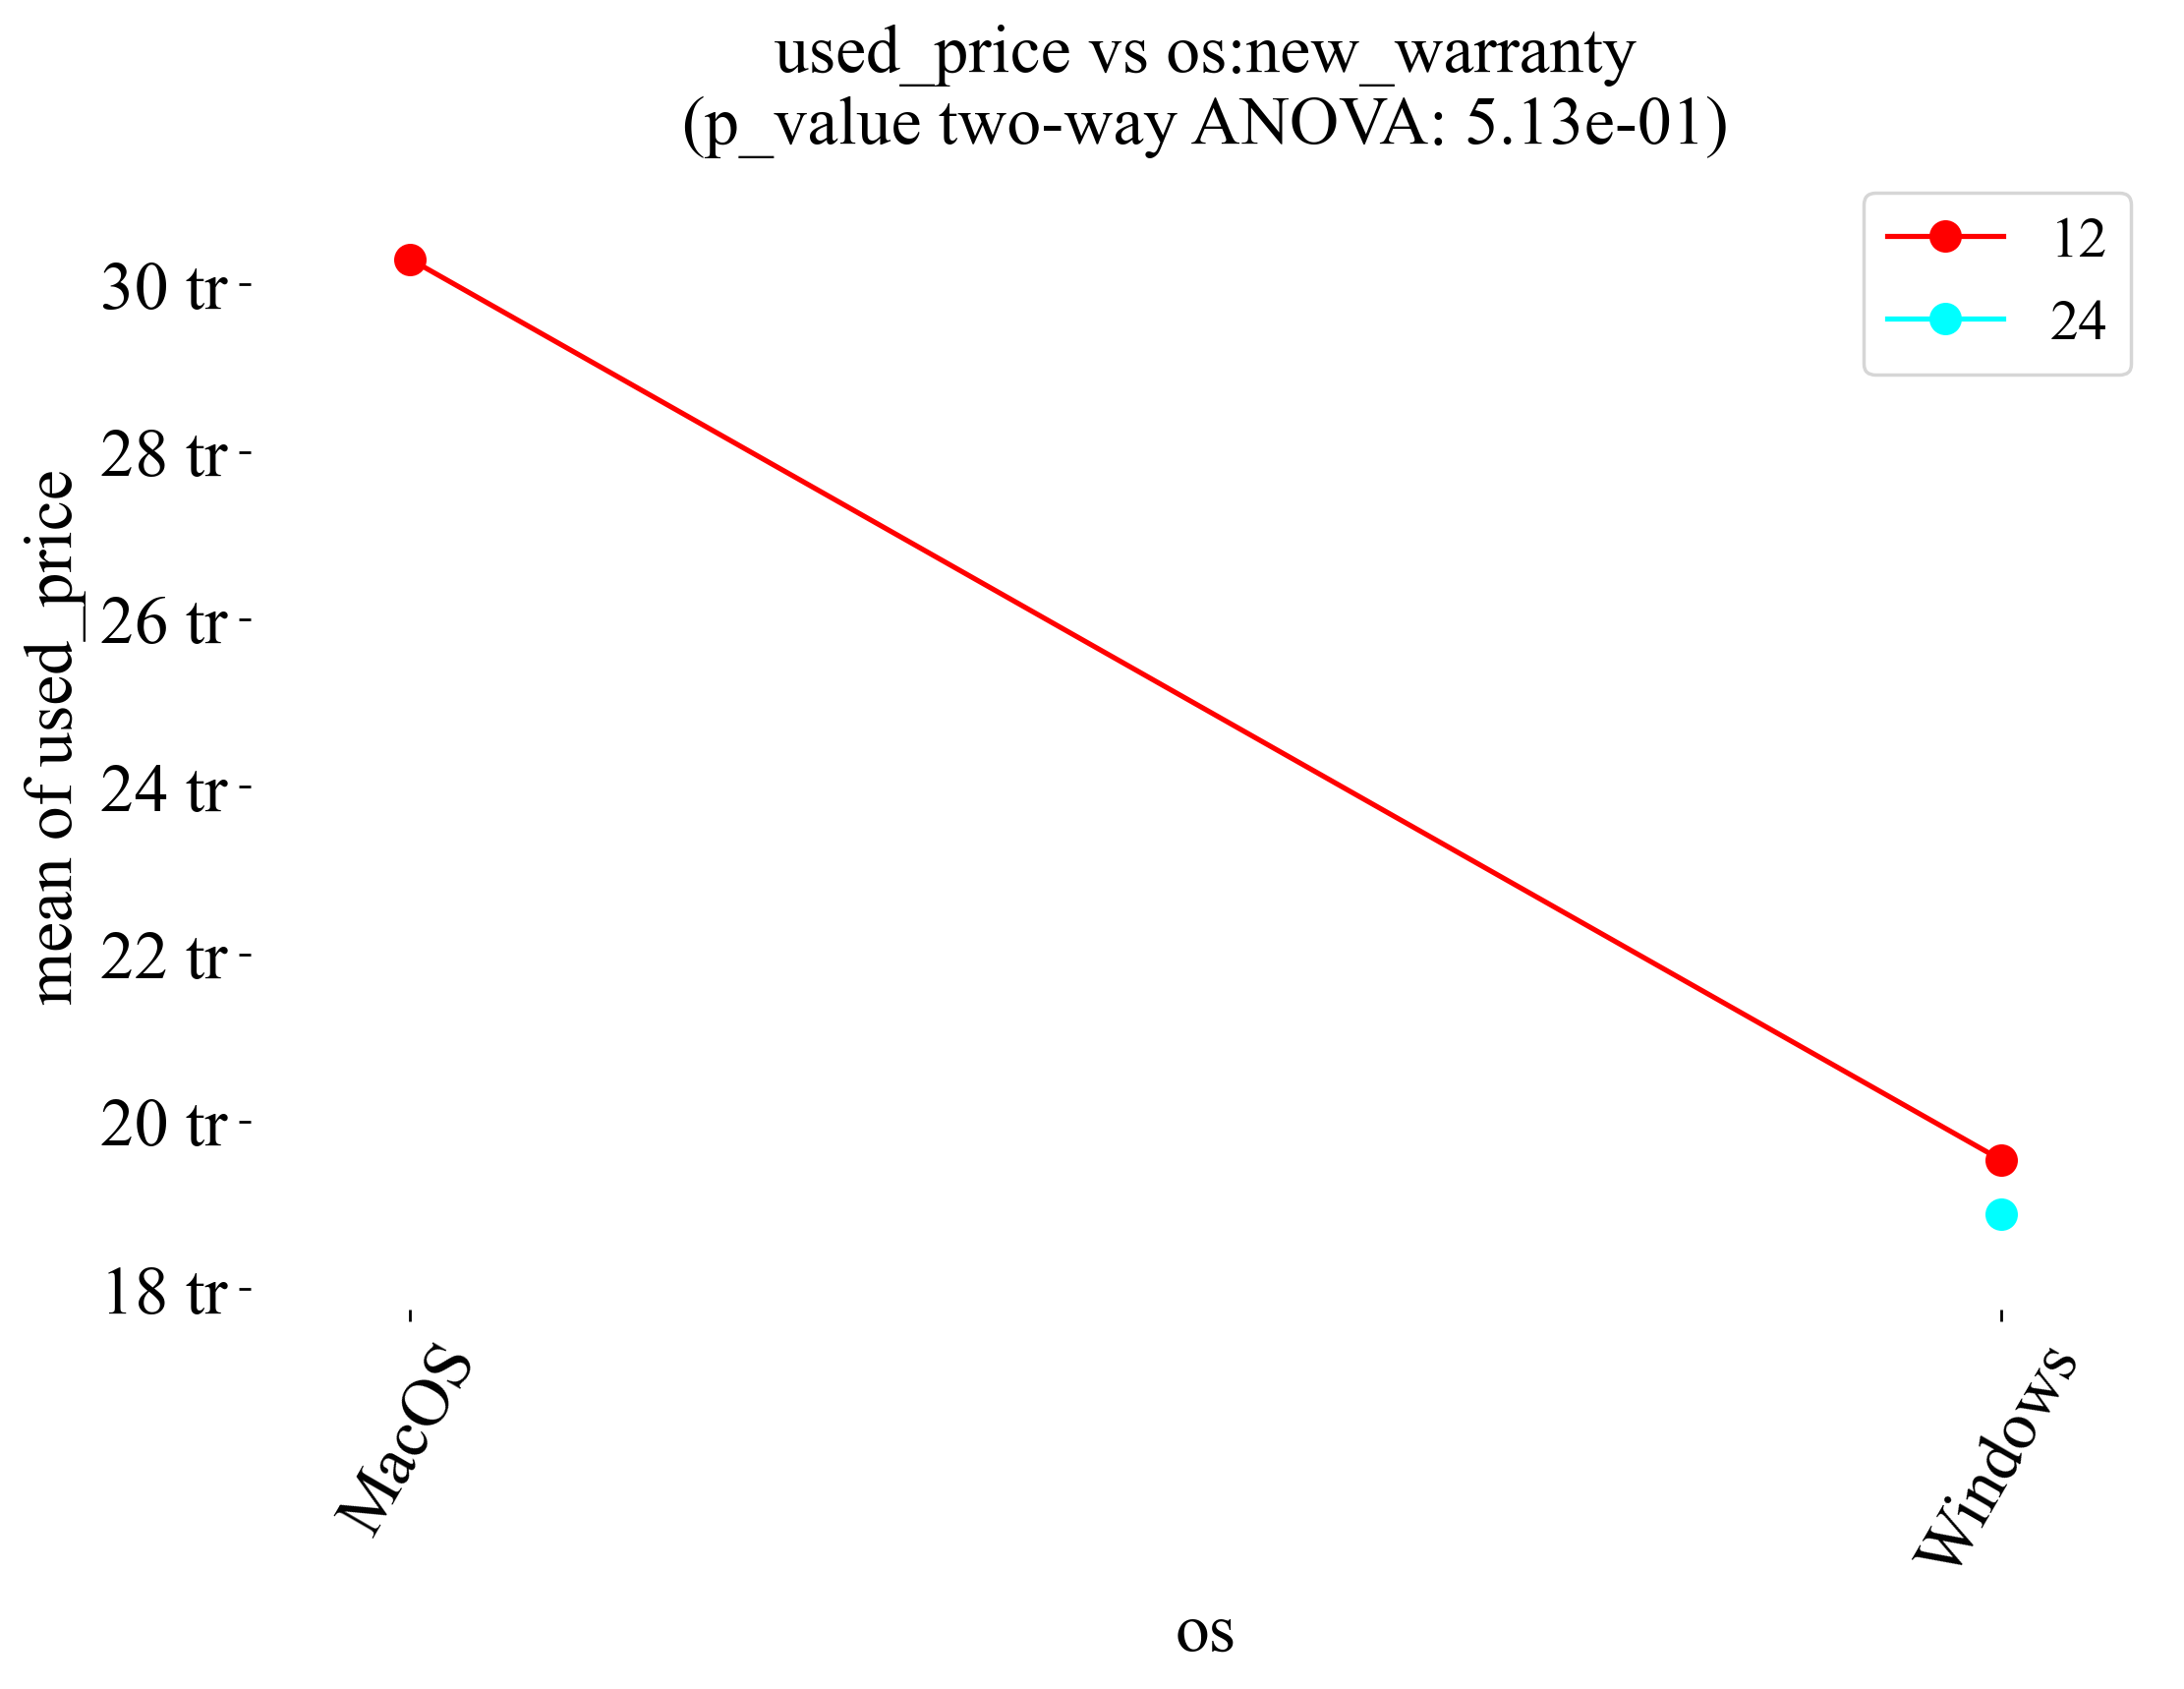 used_price vs os:new_warranty
(p_value two-way ANOVA: 5.13e-01)
12
24
mean of used_price
30 tr
28 tr
26 tr
24 tr
22 tr
20 tr
18 tr
MacOS
Windows
os